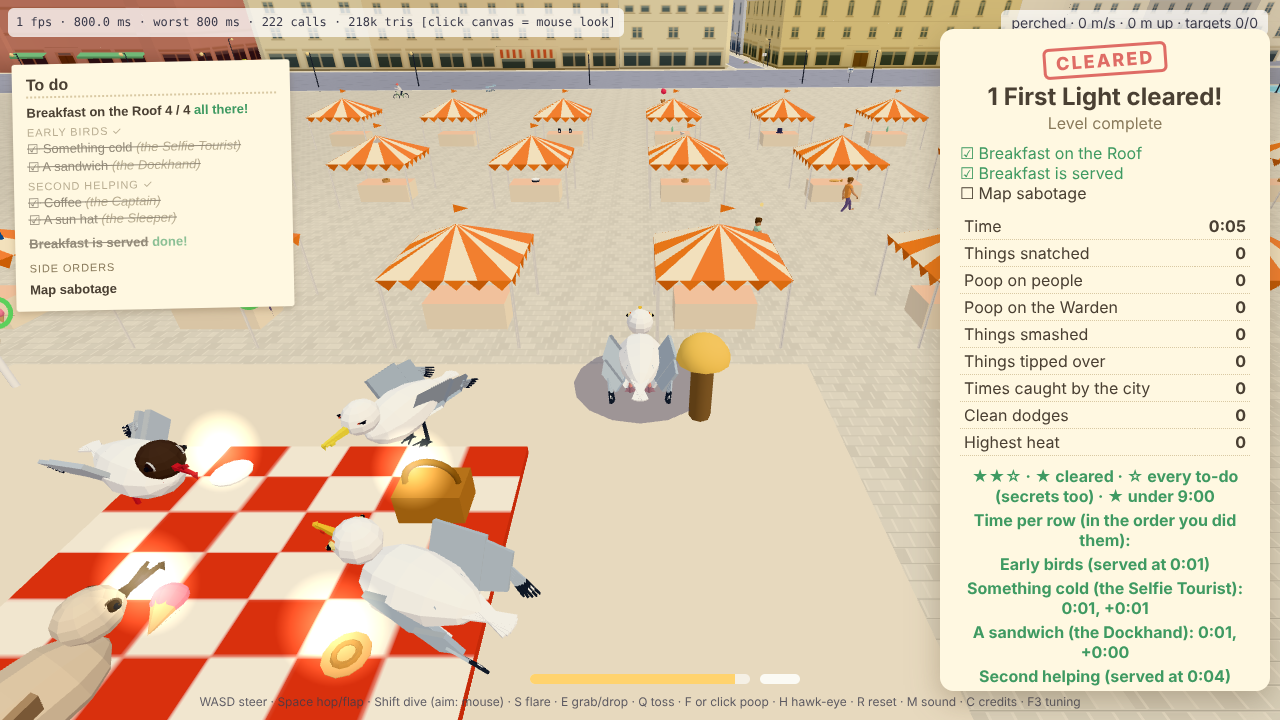 1 fps · 800.0 ms · worst 800 ms · 222 calls · 218k tris [click canvas = mouse look]
perched · 0 m/s · 0 m up · targets 0/0
To do
Breakfast on the Roof 4 / 4 all there!
EARLY BIRDS ✓
☑ Something cold (the Selfie Tourist)
☑ A sandwich (the Dockhand)
SECOND HELPING ✓
☑ Coffee (the Captain)
☑ A sun hat (the Sleeper)
Breakfast is served done!
SIDE ORDERS
Map sabotage
CLEARED
1 First Light cleared!
Level complete
☑ Breakfast on the Roof
☑ Breakfast is served
☐ Map sabotage
Time 0:05
Things snatched 0
Poop on people 0
Poop on the Warden 0
Things smashed 0
Things tipped over 0
Times caught by the city 0
Clean dodges 0
Highest heat 0
★★☆ · ★ cleared · ☆ every to-do
(secrets too) · ★ under 9:00
Time per row (in the order you did
them):
Early birds (served at 0:01)
Something cold (the Selfie Tourist):
0:01, +0:01
A sandwich (the Dockhand): 0:01,
+0:00
Second helping (served at 0:04)
WASD steer · Space hop/flap · Shift dive (aim: mouse) · S flare · E grab/drop · Q toss · F or click poop · H hawk-eye · R reset · M sound · C credits · F3 tuning